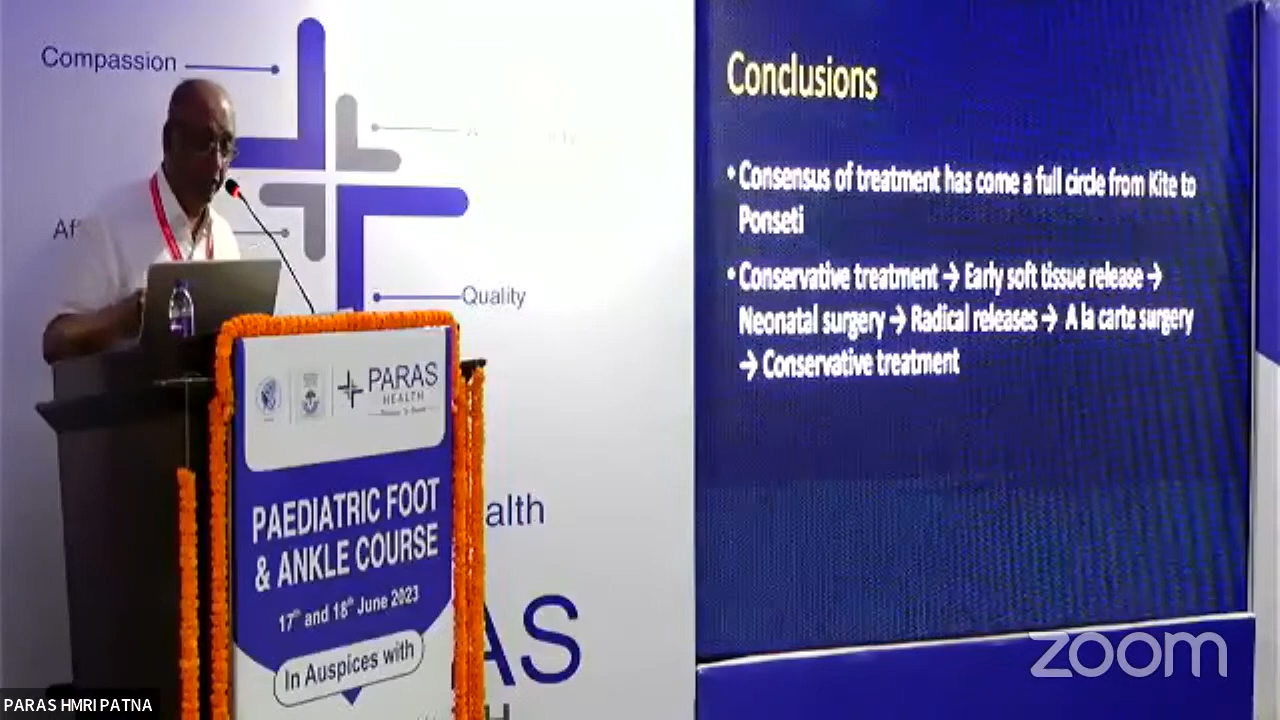 Compassion
Quality
PARAS
HEALTH
PAEDIATRIC FOOT
& ANKLE COURSE
17th and 18th June 2023
In Auspices with
alth
AS
PARAS HMRI PATNA
Conclusions
• Consensus of treatment has come a full circle from Kite to
Ponseti
• Conservative treatment → Early soft tissue release →
Neonatal surgery → Radical releases → A la carte surgery
→ Conservative treatment
zoom